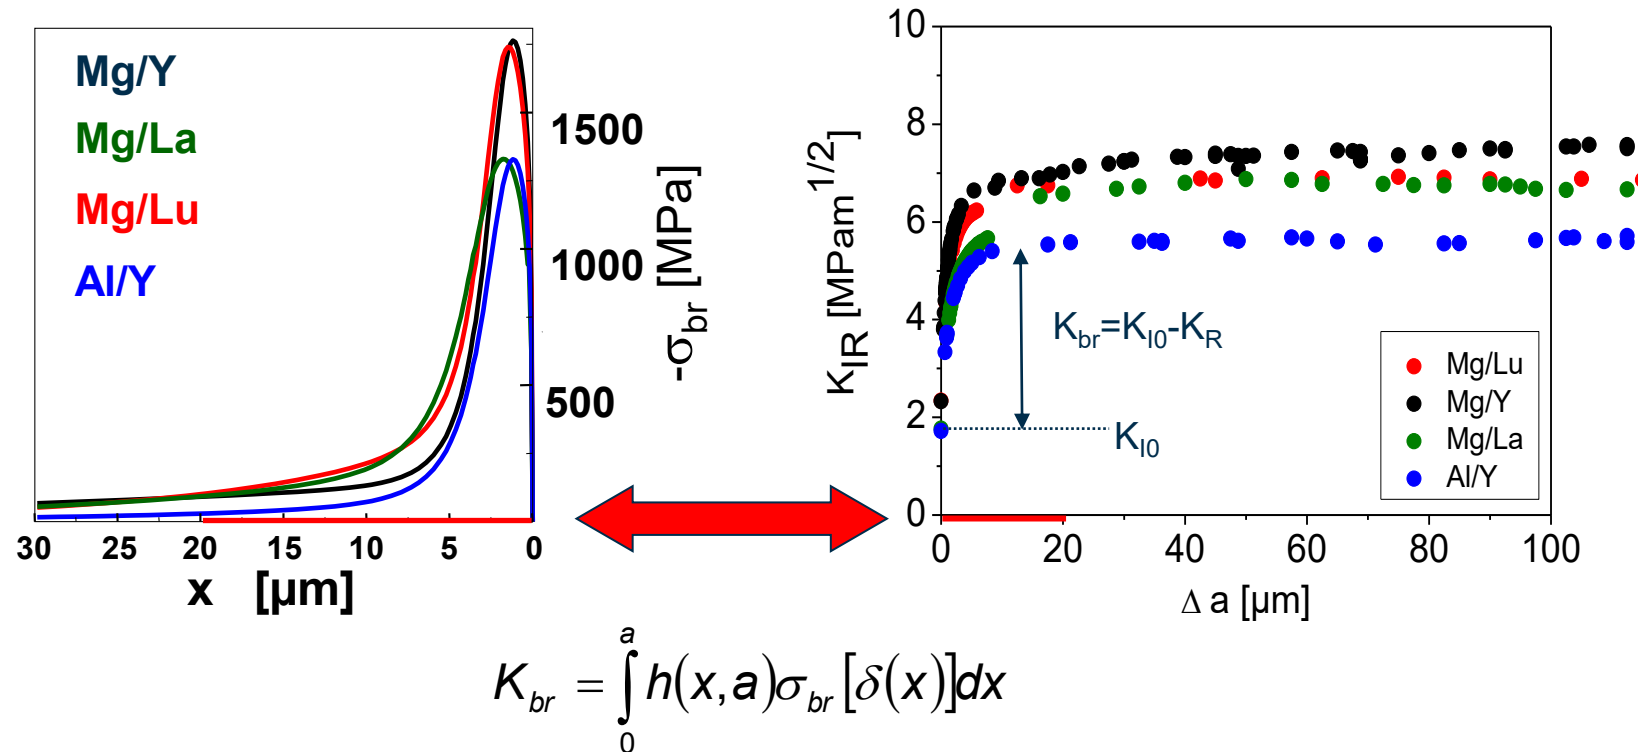 Mg/Y
Mg/La
Mg/Lu
Al/Y
1500
1000
500
-σbr [MPa]
30 25 20 15 10 5 0
x [µm]
10
8
6
4
2
0
KIR [MPam 1/2]
Kbr=KI0-KR
KI0
Mg/Lu
Mg/Y
Mg/La
Al/Y
0 20 40 60 80 100
Δ a [µm]
Kbr = ∫0a h(x,a)σbr[δ(x)]dx